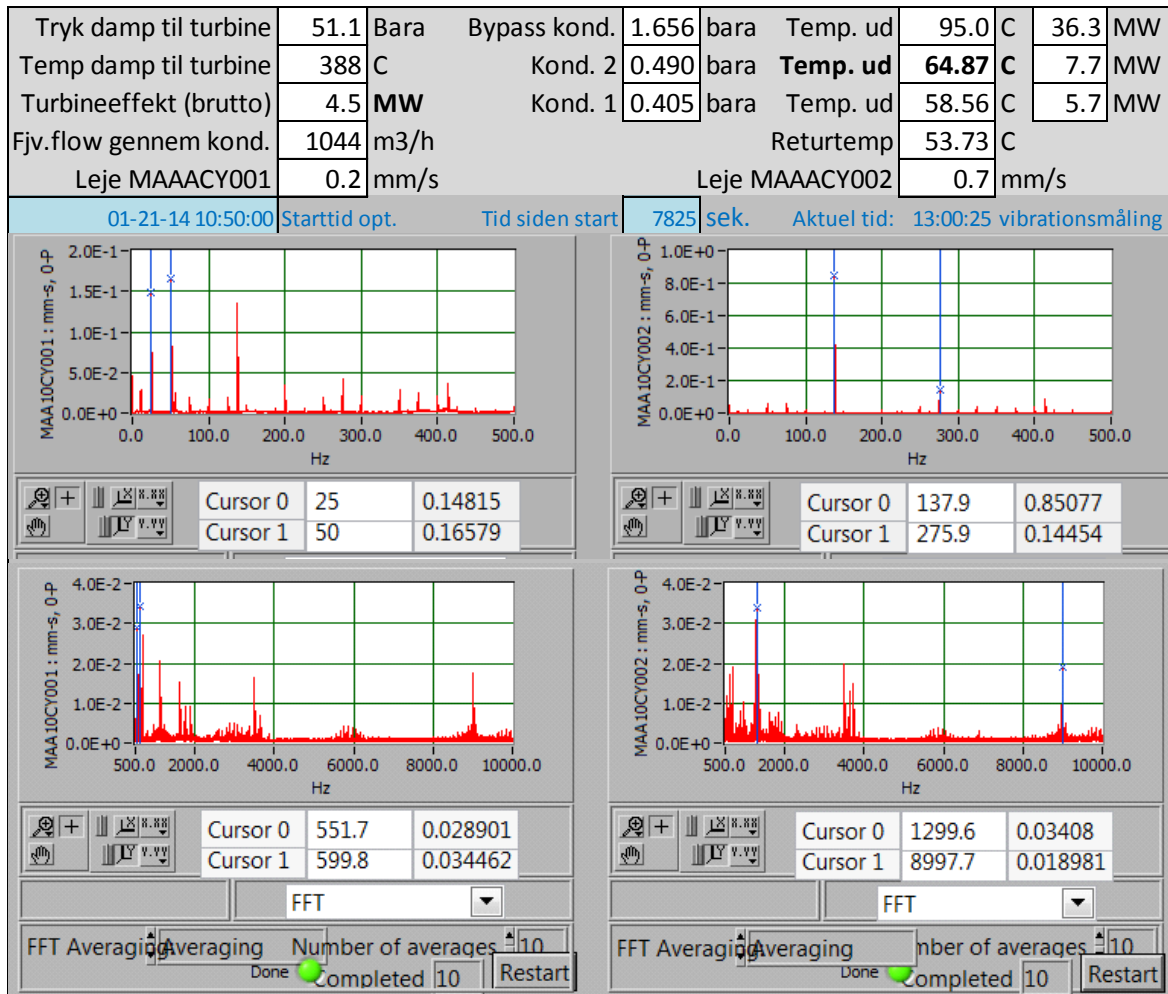 Tryk damp til turbine 51.1 Bara Bypass kond. 1.656 bara Temp. ud 95.0 C 36.3 MW
Temp damp til turbine 388 C Kond. 2 0.490 bara Temp. ud 64.87 C 7.7 MW
Turbineeffekt (brutto) 4.5 MW Kond. 1 0.405 bara Temp. ud 58.56 C 5.7 MW
Fjv.flow gennem kond. 1044 m3/h Returtemp 53.73 C
Leje MAAACY001 0.2 mm/s Leje MAAACY002 0.7 mm/s
01-21-14 10:50:00 Starttid opt. Tid siden start 7825 sek. Aktuel tid: 13:00:25 vibrationsmåling
MAA10CY001 : mm-s, 0-P
2.0E-1
1.5E-1
1.0E-1
5.0E-2
0.0E+0
0.0 100.0 200.0 300.0 400.0 500.0
Hz
MAA10CY002 : mm-s, 0-P
1.0E+0
8.0E-1
6.0E-1
4.0E-1
2.0E-1
0.0E+0
0.0 100.0 200.0 300.0 400.0 500.0
Hz
X X.XX
Y Y.YY
Cursor 0 25 0.14815
Cursor 1 50 0.16579
X X.XX
Y Y.YY
Cursor 0 137.9 0.85077
Cursor 1 275.9 0.14454
MAA10CY001 : mm-s, 0-P
4.0E-2
3.0E-2
2.0E-2
1.0E-2
0.0E+0
500.0 2000.0 4000.0 6000.0 8000.0 10000.0
Hz
MAA10CY002 : mm-s, 0-P
4.0E-2
3.0E-2
2.0E-2
1.0E-2
0.0E+0
500.0 2000.0 4000.0 6000.0 8000.0 10000.0
Hz
X X.XX
Y Y.YY
Cursor 0 551.7 0.028901
Cursor 1 599.8 0.034462
X X.XX
Y Y.YY
Cursor 0 1299.6 0.03408
Cursor 1 8997.7 0.018981
FFT
FFT
FFT Averaging Averaging Number of averages 10
Done Completed 10 Restart
FFT Averaging Averaging mber of averages 10
Done Completed 10 Restart